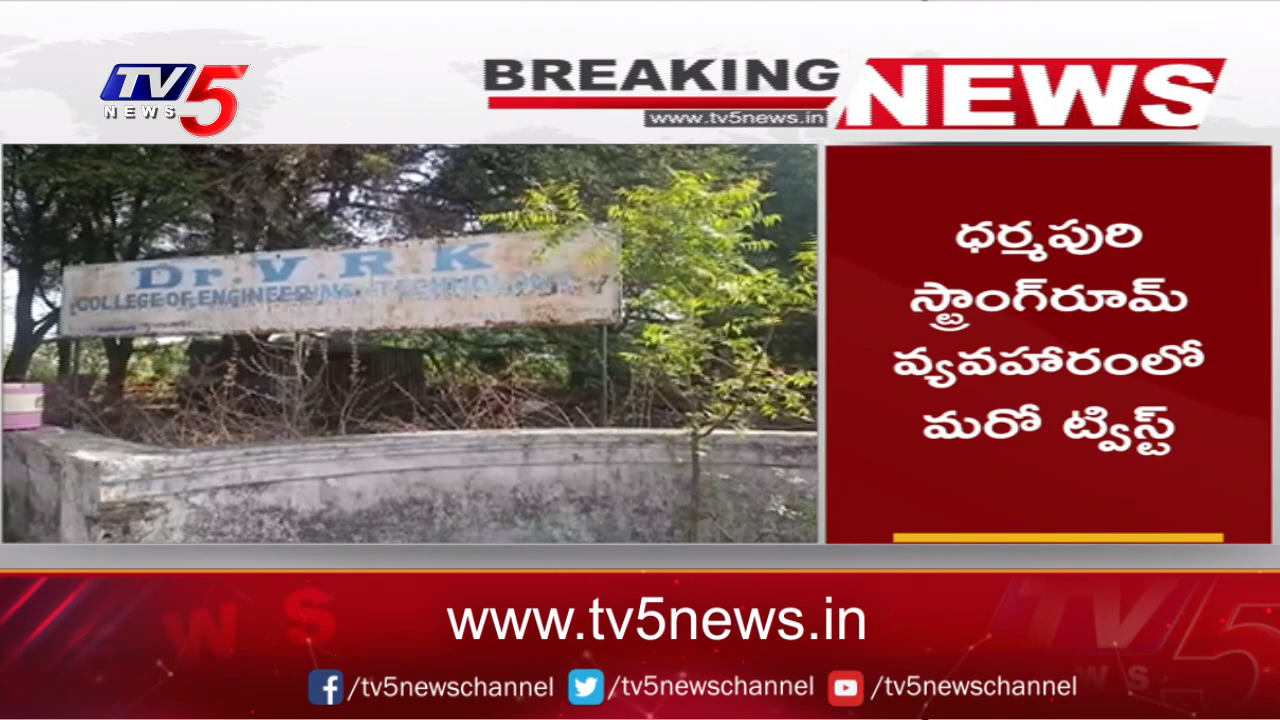 TV5
NEWS
BREAKING NEWS
www.tv5news.in
Dr. V. R. K
COLLEGE OF ENGINEERING & TECHNOLOGY
ధర్మపురి
స్ట్రాంగ్‌రూమ్
వ్యవహారంలో
మరో ట్విస్ట్
www.tv5news.in
/tv5newschannel /tv5newschannel /tv5newschannel